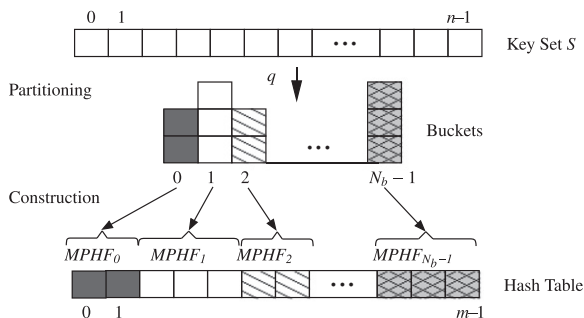 0 1 ... n–1
Key Set S
q
Partitioning
...
Buckets
0 1 2 N_b – 1
Construction
MPHF_0 MPHF_1 MPHF_2 MPHF_{N_b–1}
...
Hash Table
0 1 m–1